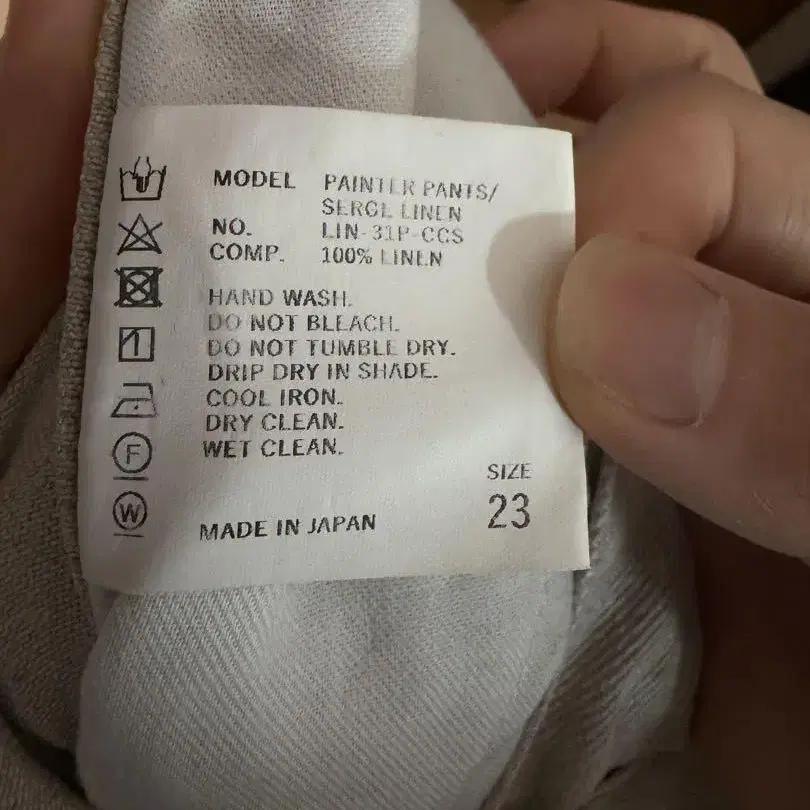 MODEL PAINTER PANTS/
SERGE LINEN
NO. LIN-31P-CCS
COMP. 100% LINEN
HAND WASH.
DO NOT BLEACH.
DO NOT TUMBLE DRY.
DRIP DRY IN SHADE.
COOL IRON.
DRY CLEAN.
WET CLEAN.
F
W
SIZE
23
MADE IN JAPAN